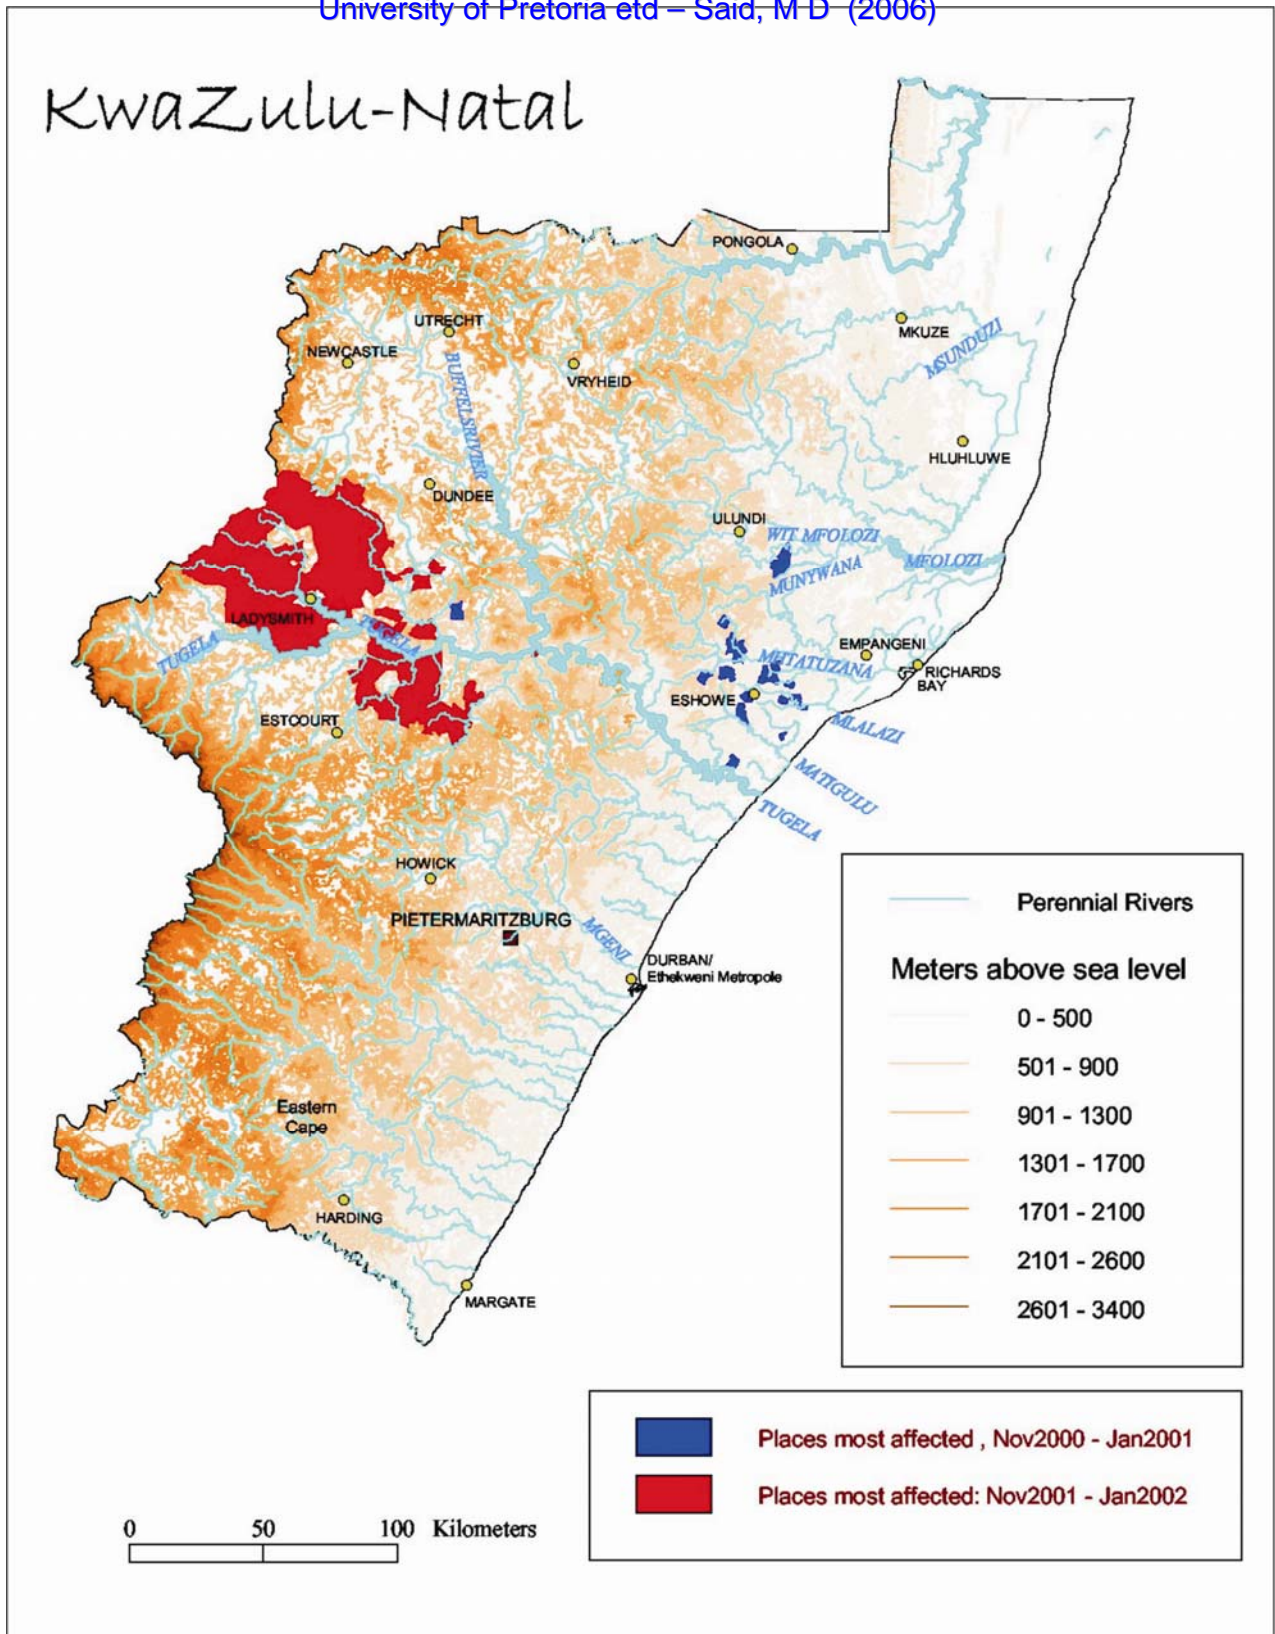 University of Pretoria etd – Said, M D (2006)
KwaZulu-Natal
PONGOLA
UTRECHT
MKUZE
NEWCASTLE
MSUNDUZI
VRYHEID
BUFFELSRIVIER
HLUHLUWE
DUNDEE
ULUNDI
WIT MFOLOZI
MFOLOZI
MUNYWANA
LADYSMITH
TUGELA
TUGELA
EMPANGENI
MHTATUZANA
RICHARDS
BAY
ESHOWE
ESTCOURT
MLALAZI
MATIGULU
TUGELA
HOWICK
PIETERMARITZBURG
MGENI
DURBAN/
Ethekweni Metropole
Eastern
Cape
HARDING
MARGATE
Perennial Rivers
Meters above sea level
0 - 500
501 - 900
901 - 1300
1301 - 1700
1701 - 2100
2101 - 2600
2601 - 3400
Places most affected , Nov2000 - Jan2001
Places most affected: Nov2001 - Jan2002
0 50 100 Kilometers